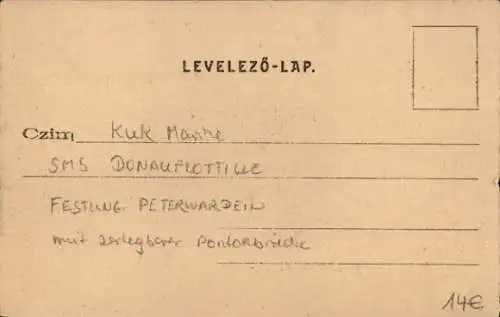 LEVELEZŐ-LAP.
Czim: KuK Marine
SMS DONAUFLOTTILLE
FESTUNG PETERWARDEIN
mit zerlegbarer Pontonbrücke
14€